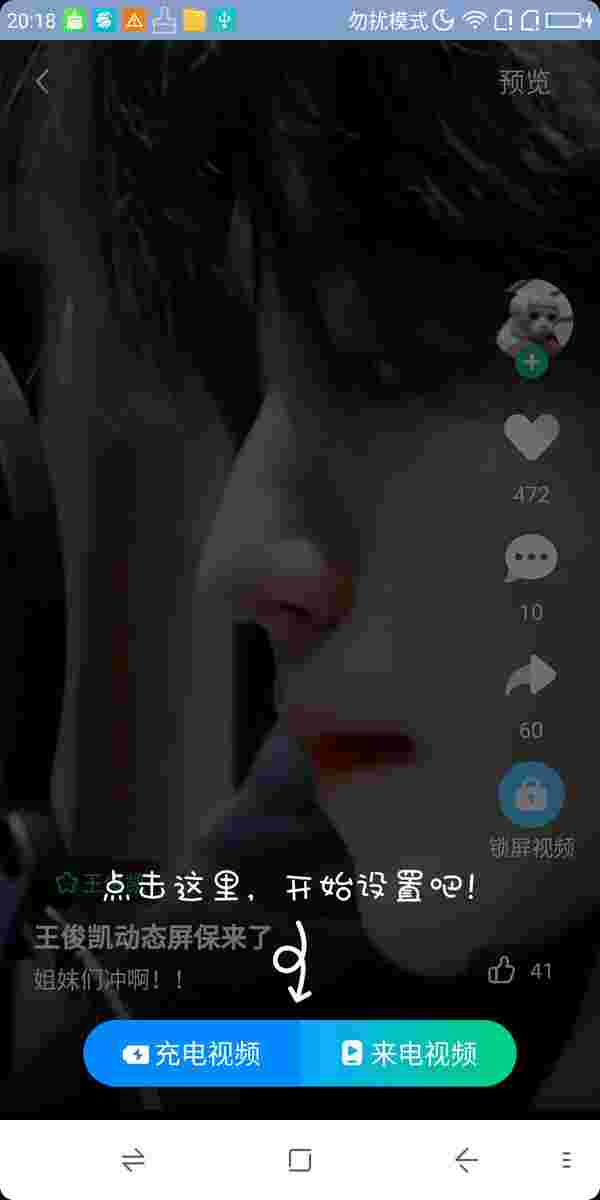 20:18
勿扰模式
预览
472
10
60
锁屏视频
点击这里，开始设置吧！
王俊凯动态屏保来了
姐妹们冲啊！！
41
充电视频
来电视频